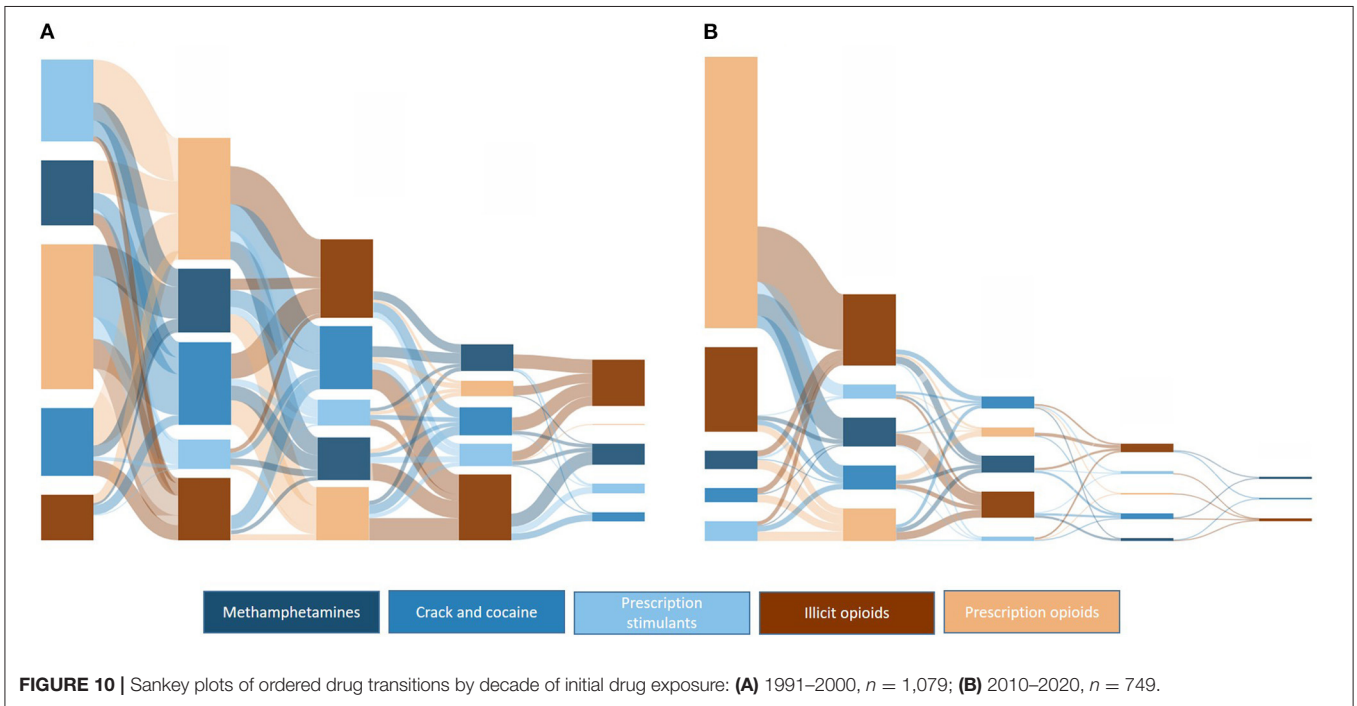 A
B
Methamphetamines
Crack and cocaine
Prescription
stimulants
Illicit opioids
Prescription opioids
FIGURE 10 | Sankey plots of ordered drug transitions by decade of initial drug exposure: (A) 1991–2000, n = 1,079; (B) 2010–2020, n = 749.